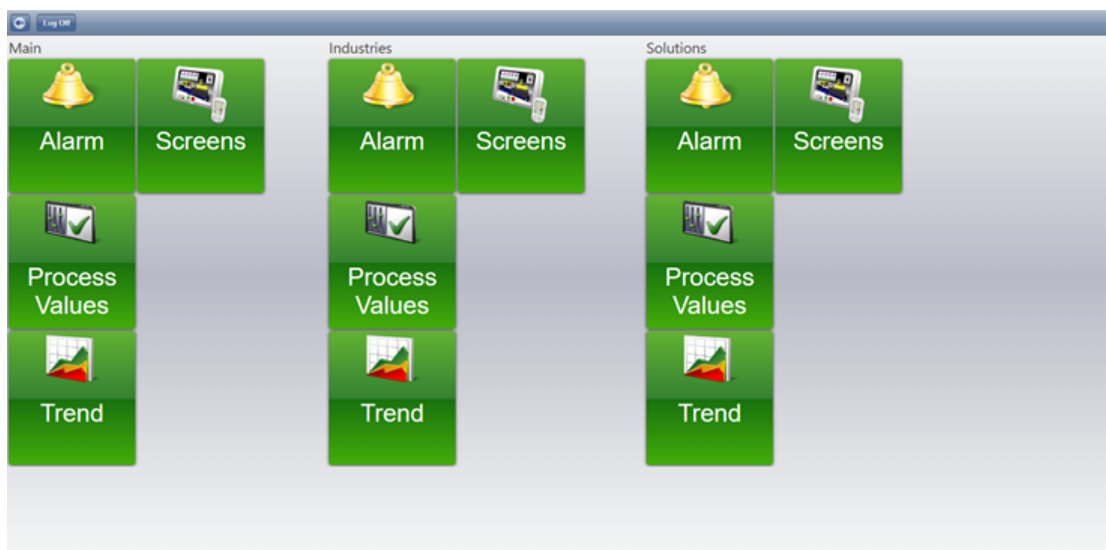 Log Off
Main
Industries
Solutions
Alarm
Screens
Alarm
Screens
Alarm
Screens
Process
Values
Process
Values
Process
Values
Trend
Trend
Trend